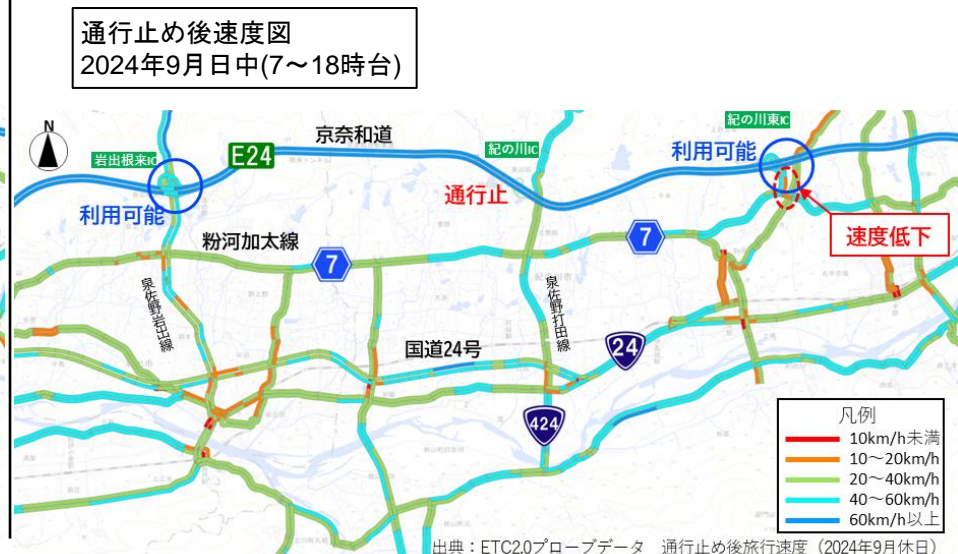 通行止め後速度図
2024年9月日中(7～18時台)
N
岩出根来IC
E24
京奈和道
紀の川IC
紀の川東IC
利用可能
利用可能
通行止
速度低下
粉河加太線
7
7
泉佐野岩出線
泉佐野打田線
国道24号
24
424
凡例
10km/h未満
10～20km/h
20～40km/h
40～60km/h
60km/h以上
出典：ETC2.0プローブデータ　通行止め後旅行速度（2024年9月休日）